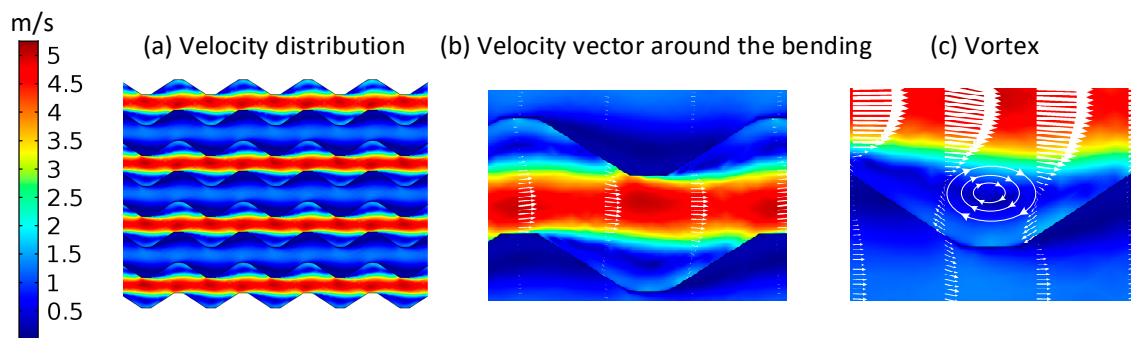 m/s
(a) Velocity distribution
(b) Velocity vector around the bending
(c) Vortex
5
4.5
4
3.5
3
2.5
2
1.5
1
0.5